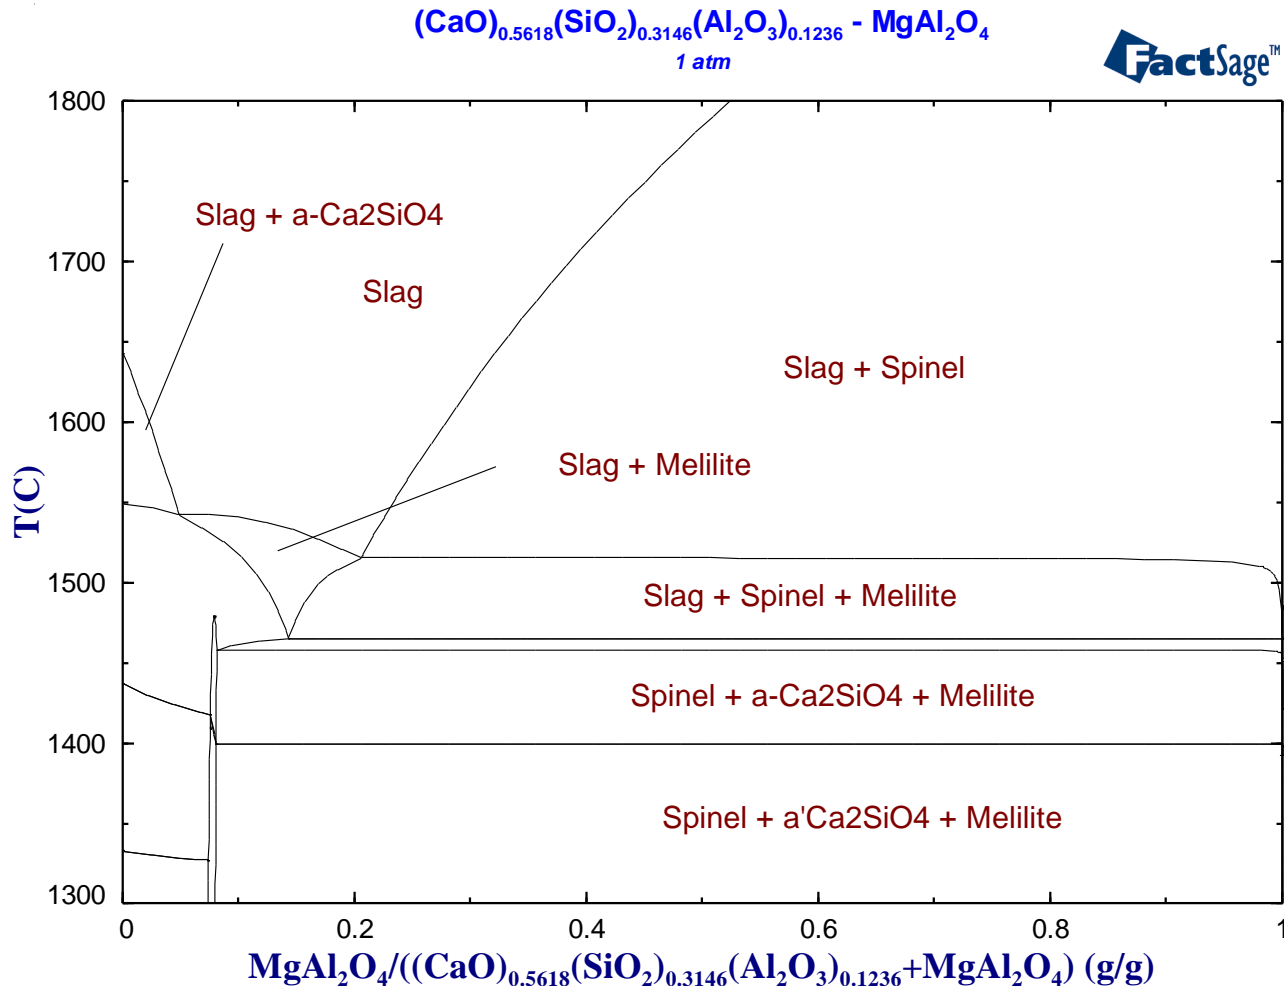 (CaO)₀.₅₆₁₈(SiO₂)₀.₃₁₄₆(Al₂O₃)₀.₁₂₃₆ - MgAl₂O₄
1 atm
FactSage™
1800
1700
1600
1500
1400
1300
T(C)
Slag + a-Ca2SiO4
Slag
Slag + Spinel
Slag + Melilite
Slag + Spinel + Melilite
Spinel + a-Ca2SiO4 + Melilite
Spinel + a'Ca2SiO4 + Melilite
0 0.2 0.4 0.6 0.8 1
MgAl₂O₄/((CaO)₀.₅₆₁₈(SiO₂)₀.₃₁₄₆(Al₂O₃)₀.₁₂₃₆+MgAl₂O₄) (g/g)